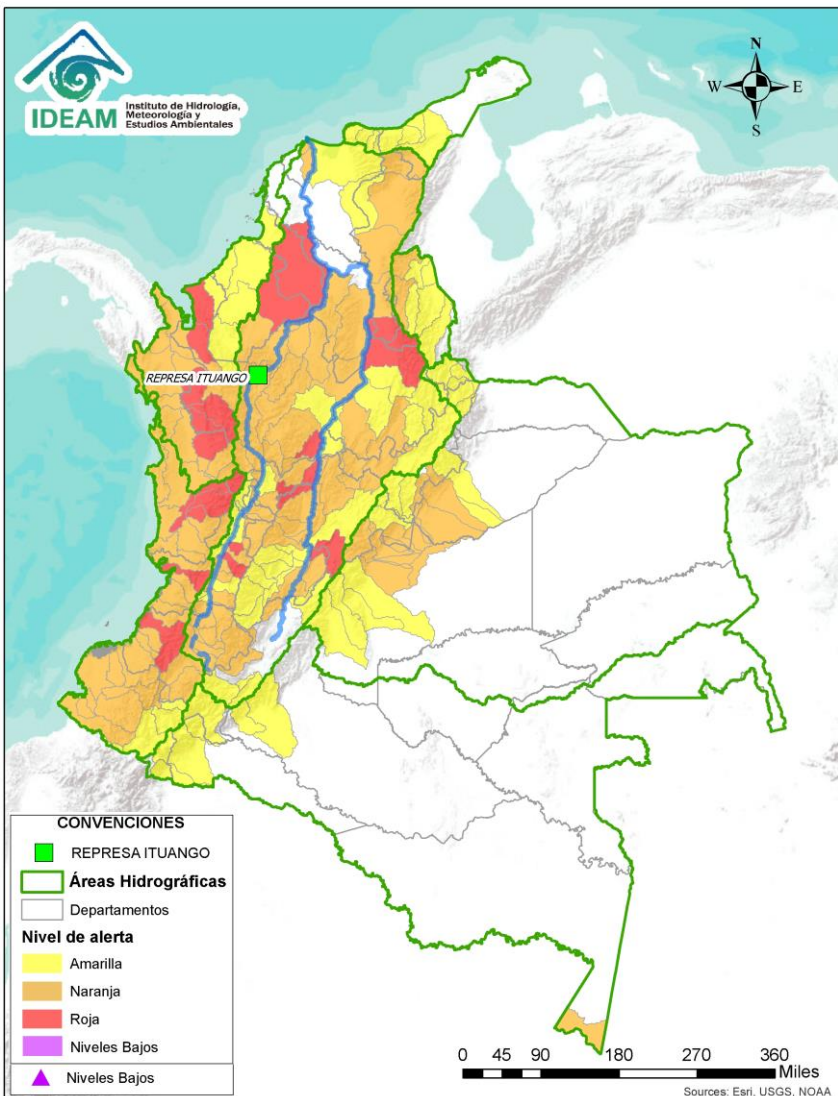 IDEAM
Instituto de Hidrología,
Meteorología y
Estudios Ambientales
N
W
E
S
REPRESA ITUANGO
CONVENCIONES
REPRESA ITUANGO
Áreas Hidrográficas
Departamentos
Nivel de alerta
Amarilla
Naranja
Roja
Niveles Bajos
Niveles Bajos
0 45 90 180 270 360
Miles
Sources: Esri, USGS, NOAA